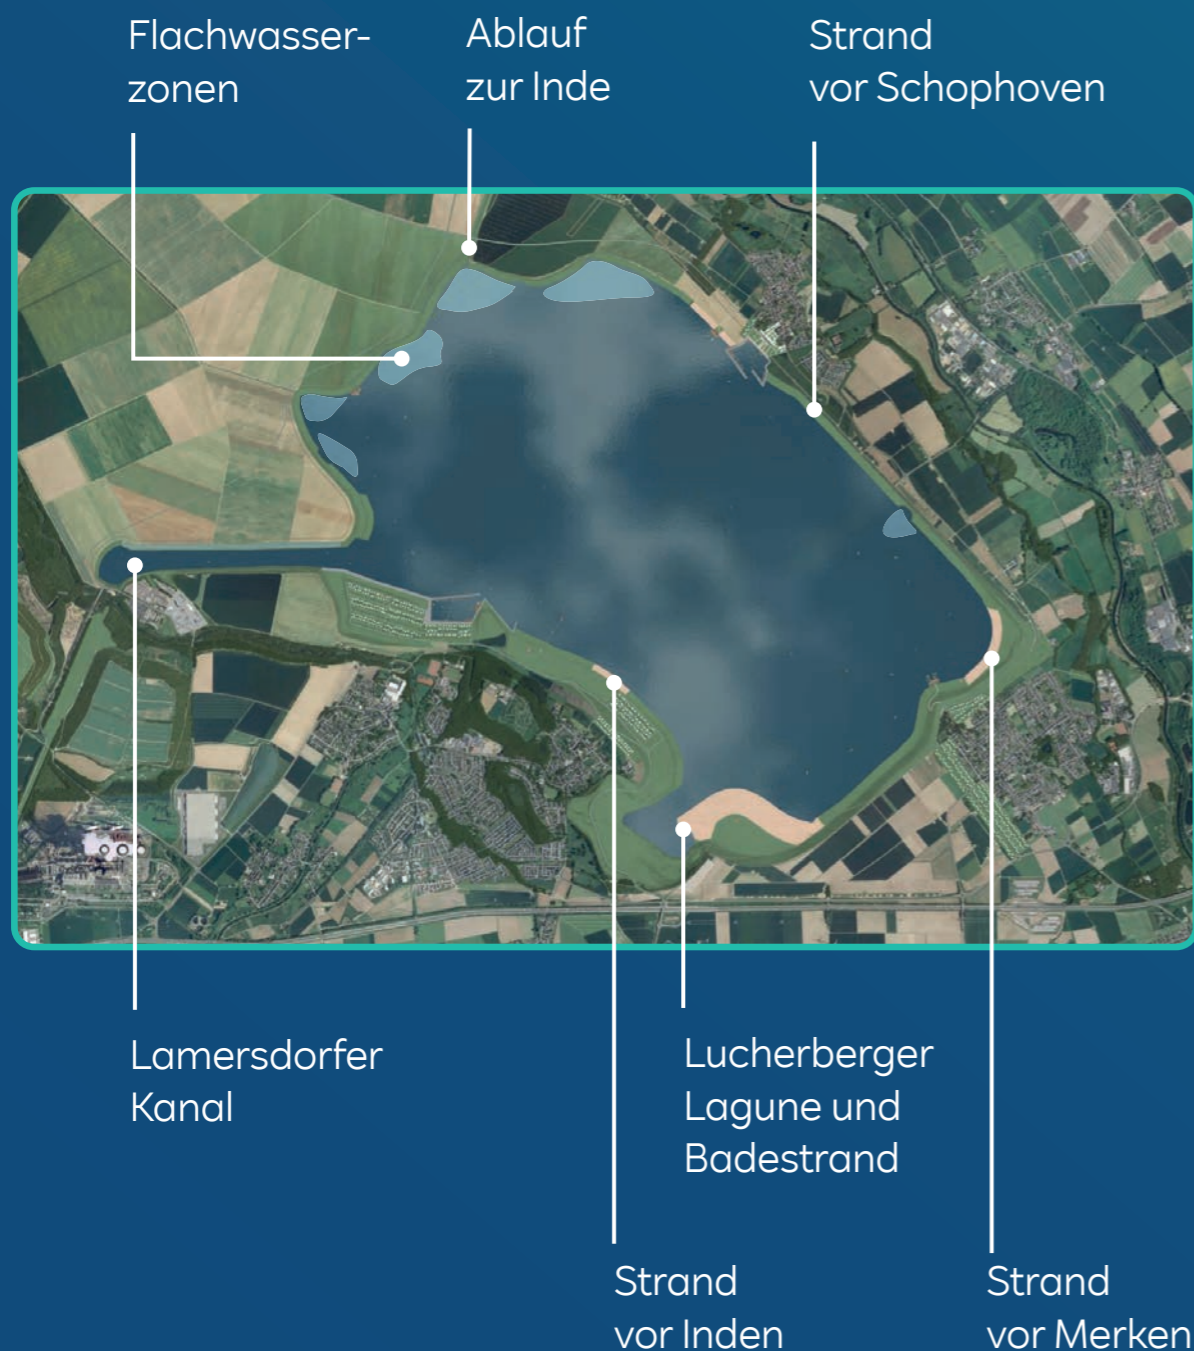 Flachwasser-
zonen
Ablauf
zur Inde
Strand
vor Schophoven
Lamersdorfer
Kanal
Lucherberger
Lagune und
Badestrand
Strand
vor Inden
Strand
vor Merken